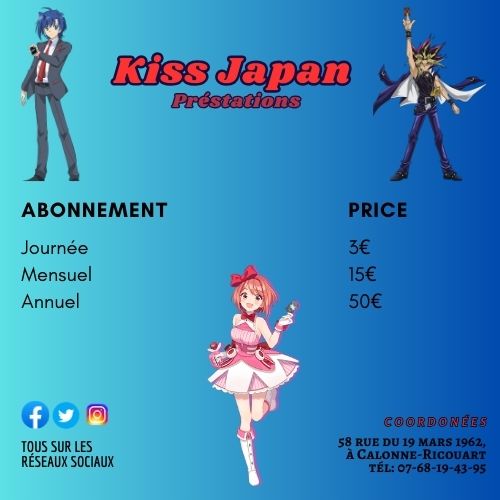 Kiss Japan
Préstations
ABONNEMENT
PRICE
Journée
3€
Mensuel
15€
Annuel
50€
TOUS SUR LES
RÉSEAUX SOCIAUX
COORDONÉES
58 RUE DU 19 MARS 1962,
À CALONNE-RICOUART
TÉL: 07-68-19-43-95